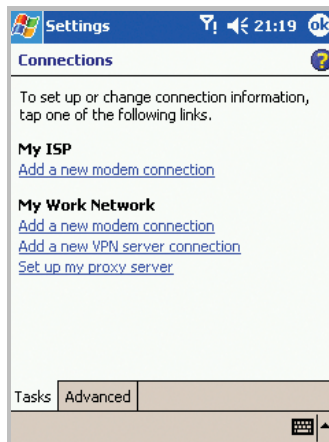 Settings 21:19 ok
Connections ?
To set up or change connection information,
tap one of the following links.
My ISP
Add a new modem connection
My Work Network
Add a new modem connection
Add a new VPN server connection
Set up my proxy server
Tasks Advanced